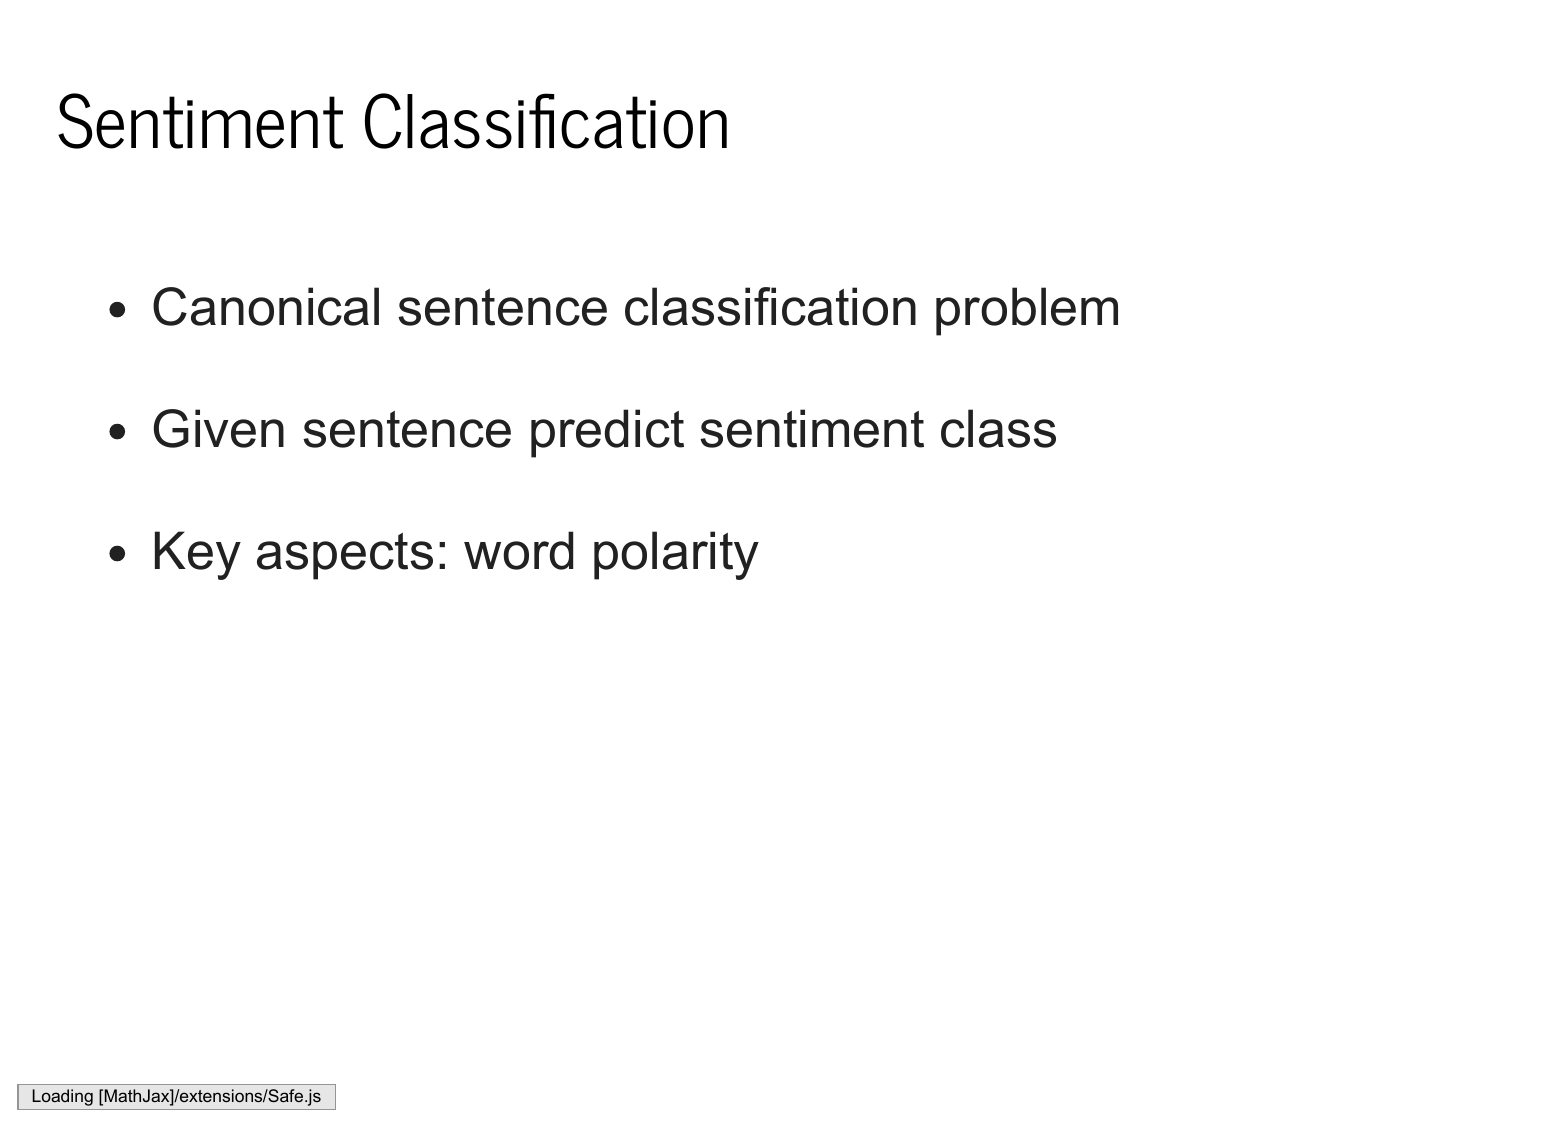 Sentiment Classification
• Canonical sentence classification problem
• Given sentence predict sentiment class
• Key aspects: word polarity
Loading [MathJax]/extensions/Safe.js